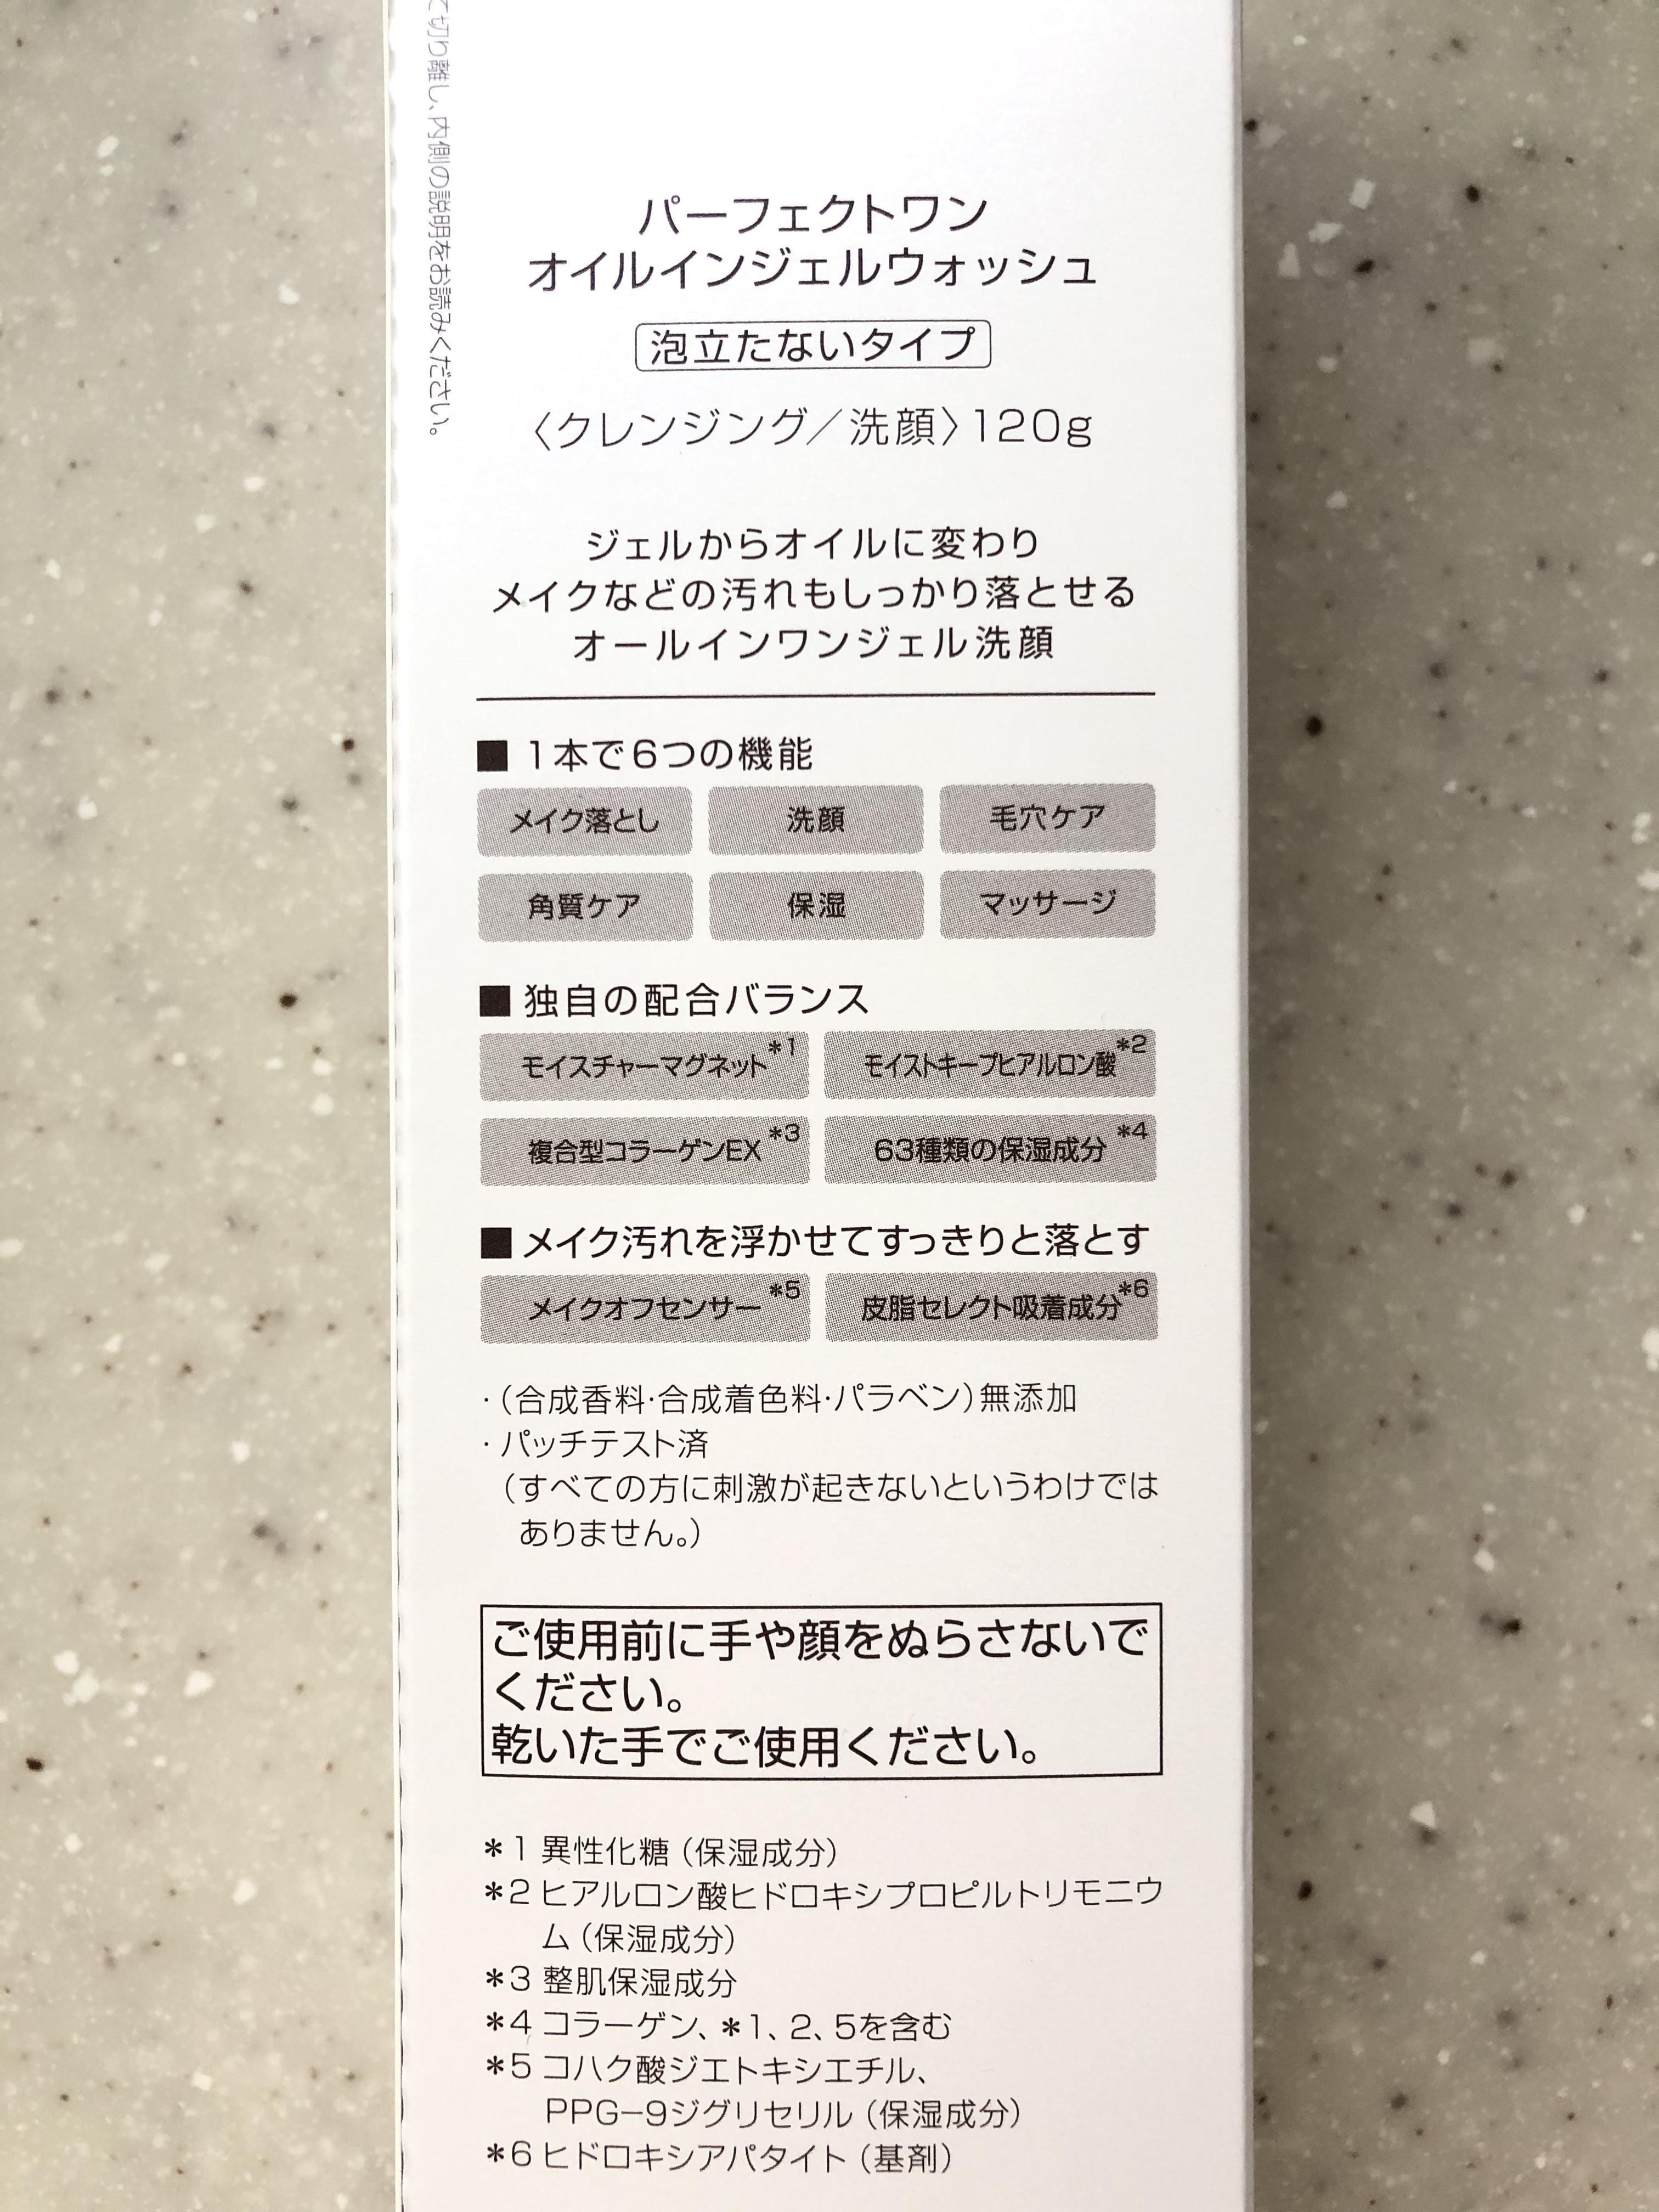 て切り離し、内側の説明をお読みください。
パーフェクトワン
オイルインジェルウォッシュ
泡立たないタイプ
〈クレンジング／洗顔〉120g
ジェルからオイルに変わり
メイクなどの汚れもしっかり落とせる
オールインワンジェル洗顔
■ 1本で6つの機能
メイク落とし 洗顔 毛穴ケア
角質ケア 保湿 マッサージ
■ 独自の配合バランス
モイスチャーマグネット*1 モイストキープヒアルロン酸*2
複合型コラーゲンEX*3 63種類の保湿成分*4
■ メイク汚れを浮かせてすっきりと落とす
メイクオフセンサー*5 皮脂セレクト吸着成分*6
・（合成香料・合成着色料・パラベン）無添加
・パッチテスト済
（すべての方に刺激が起きないというわけでは
ありません。）
ご使用前に手や顔をぬらさないで
ください。
乾いた手でご使用ください。
*1 異性化糖（保湿成分）
*2 ヒアルロン酸ヒドロキシプロピルトリモニウ
ム（保湿成分）
*3 整肌保湿成分
*4 コラーゲン、*1、2、5を含む
*5 コハク酸ジエトキシエチル、
PPG−9ジグリセリル（保湿成分）
*6 ヒドロキシアパタイト（基剤）